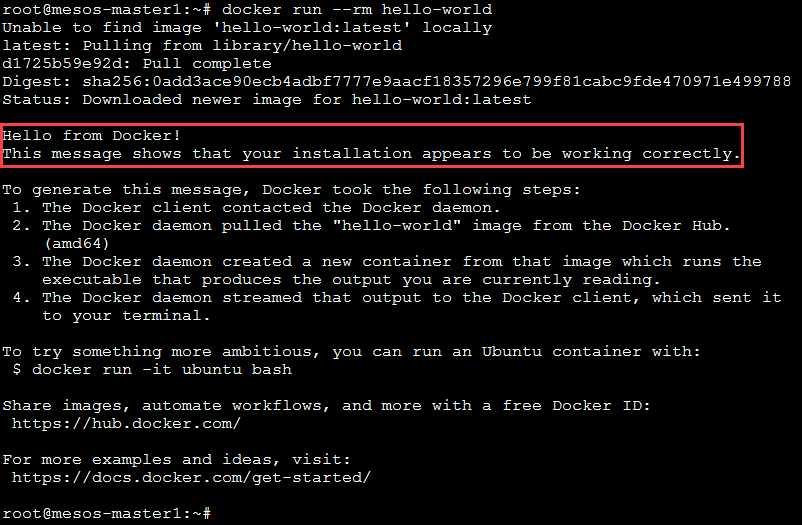 root@mesos-master1:~# docker run --rm hello-world
Unable to find image 'hello-world:latest' locally
latest: Pulling from library/hello-world
d1725b59e92d: Pull complete
Digest: sha256:0add3ace90ecb4adbf7777e9aacf18357296e799f81cabc9fde470971e499788
Status: Downloaded newer image for hello-world:latest
Hello from Docker!
This message shows that your installation appears to be working correctly.
To generate this message, Docker took the following steps:
1. The Docker client contacted the Docker daemon.
2. The Docker daemon pulled the "hello-world" image from the Docker Hub.
(amd64)
3. The Docker daemon created a new container from that image which runs the
executable that produces the output you are currently reading.
4. The Docker daemon streamed that output to the Docker client, which sent it
to your terminal.
To try something more ambitious, you can run an Ubuntu container with:
$ docker run -it ubuntu bash
Share images, automate workflows, and more with a free Docker ID:
https://hub.docker.com/
For more examples and ideas, visit:
https://docs.docker.com/get-started/
root@mesos-master1:~#